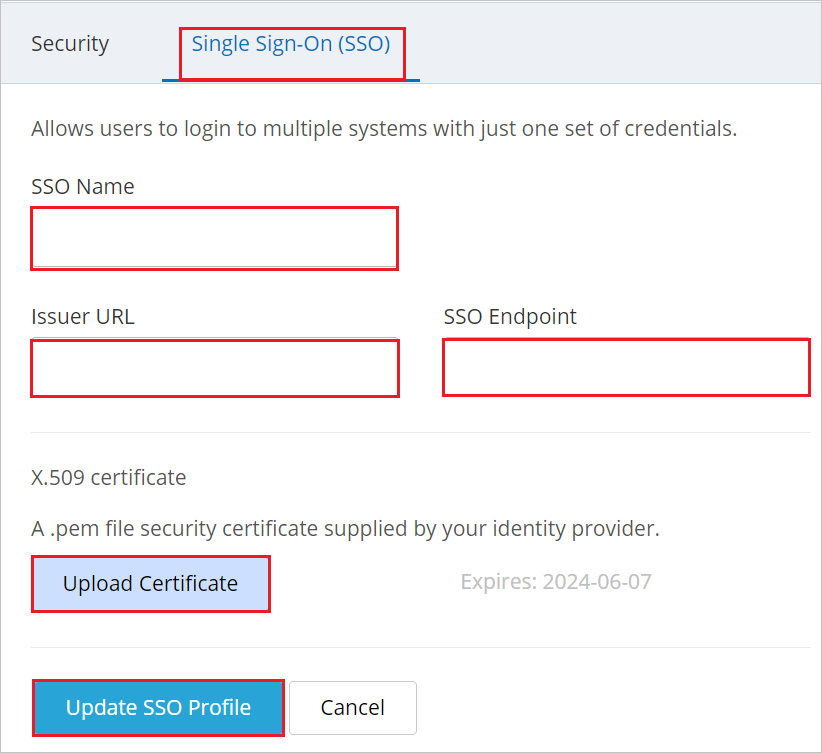 Security
Single Sign-On (SSO)
Allows users to login to multiple systems with just one set of credentials.
SSO Name
Issuer URL
SSO Endpoint
X.509 certificate
A .pem file security certificate supplied by your identity provider.
Upload Certificate
Expires: 2024-06-07
Update SSO Profile
Cancel